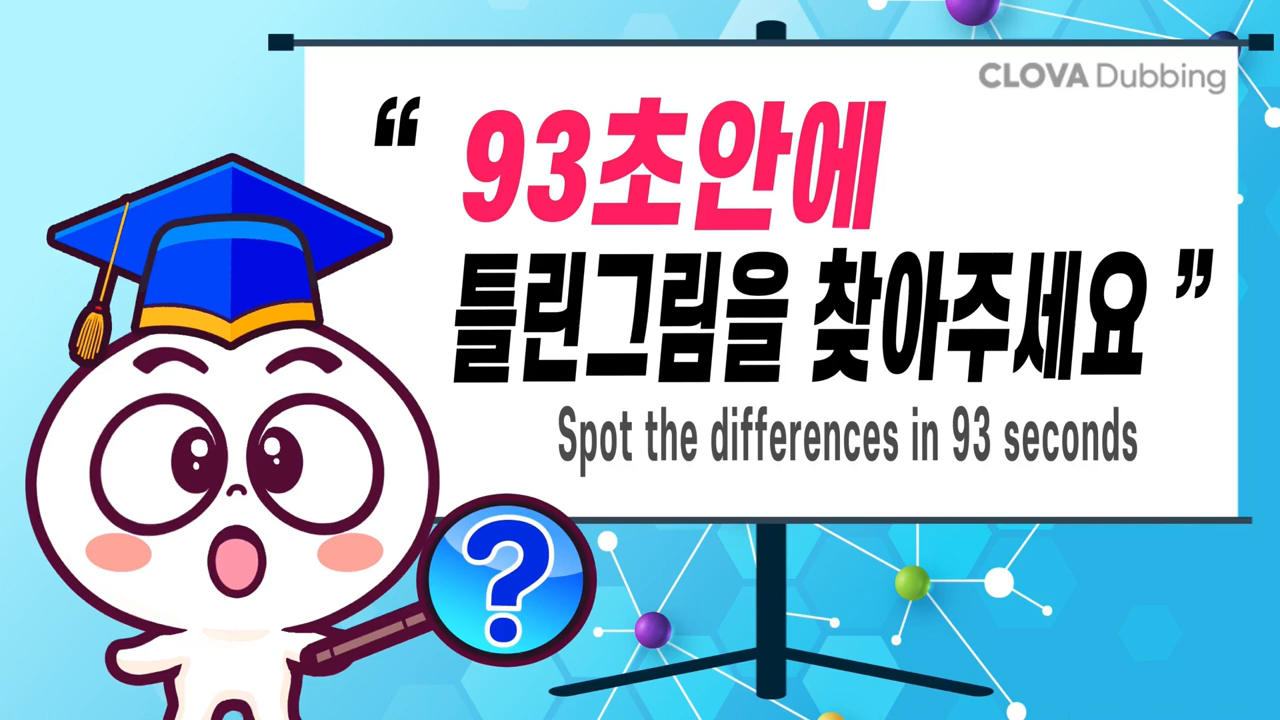 CLOVA Dubbing
“ 93초안에
틀린그림을 찾아주세요 ”
Spot the differences in 93 seconds
?